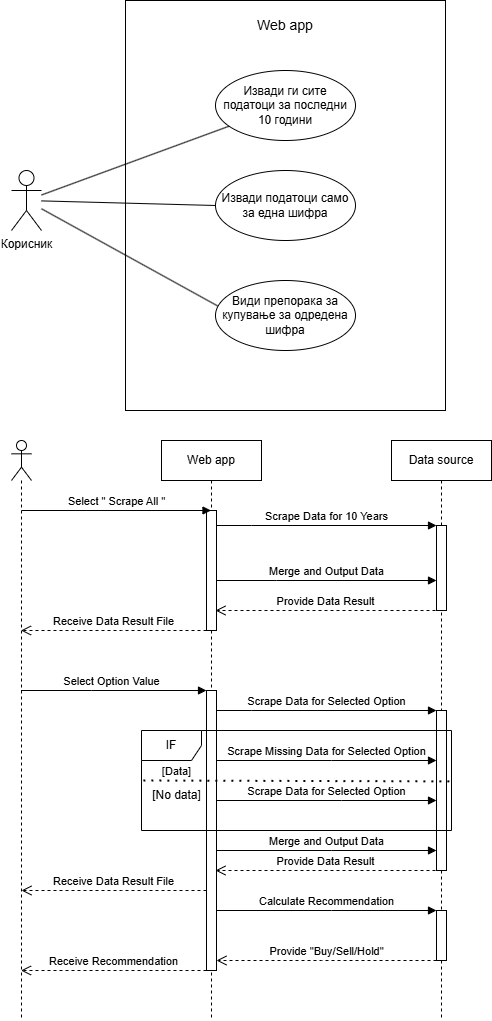 Web app
Извади ги сите
податоци за последни
10 години
Извади податоци само
за една шифра
Корисник
Види препорака за
купување за одредена
шифра
Web app
Data source
Select " Scrape All "
Scrape Data for 10 Years
Merge and Output Data
Provide Data Result
Receive Data Result File
Select Option Value
Scrape Data for Selected Option
IF
Scrape Missing Data for Selected Option
[Data]
[No data]
Scrape Data for Selected Option
Merge and Output Data
Provide Data Result
Receive Data Result File
Calculate Recommendation
Provide "Buy/Sell/Hold"
Receive Recommendation